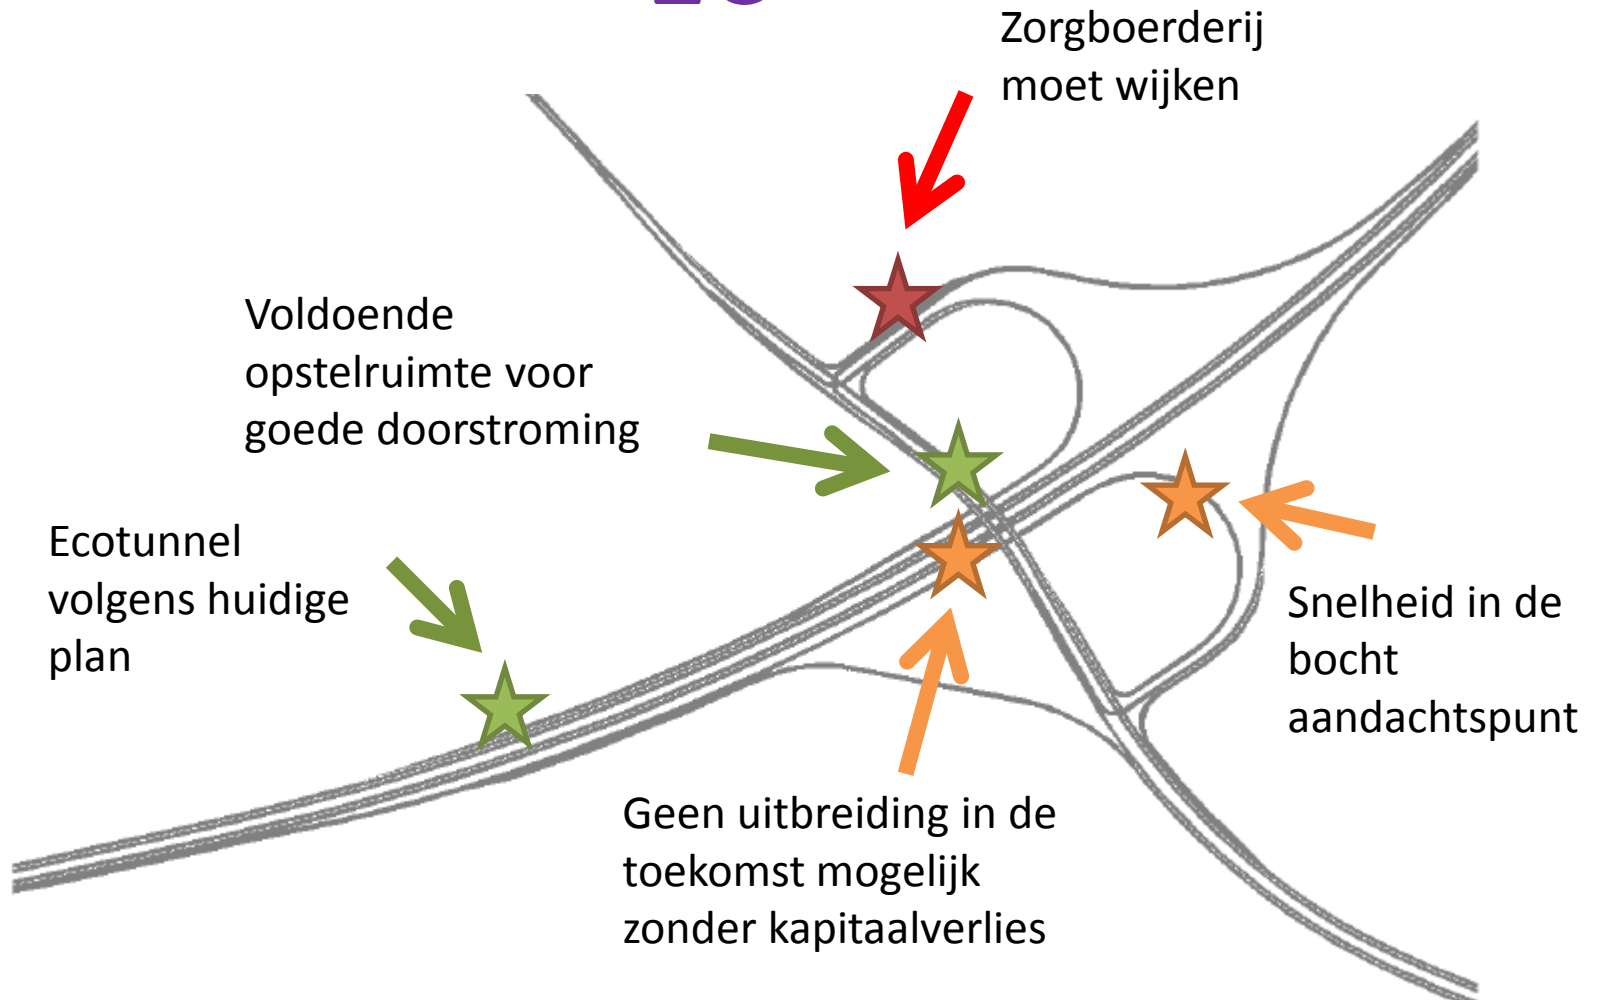 Zorgboerderij
moet wijken
Voldoende
opstelruimte voor
goede doorstroming
Ecotunnel
volgens huidige
plan
Snelheid in de
bocht
aandachtspunt
Geen uitbreiding in de
toekomst mogelijk
zonder kapitaalverlies